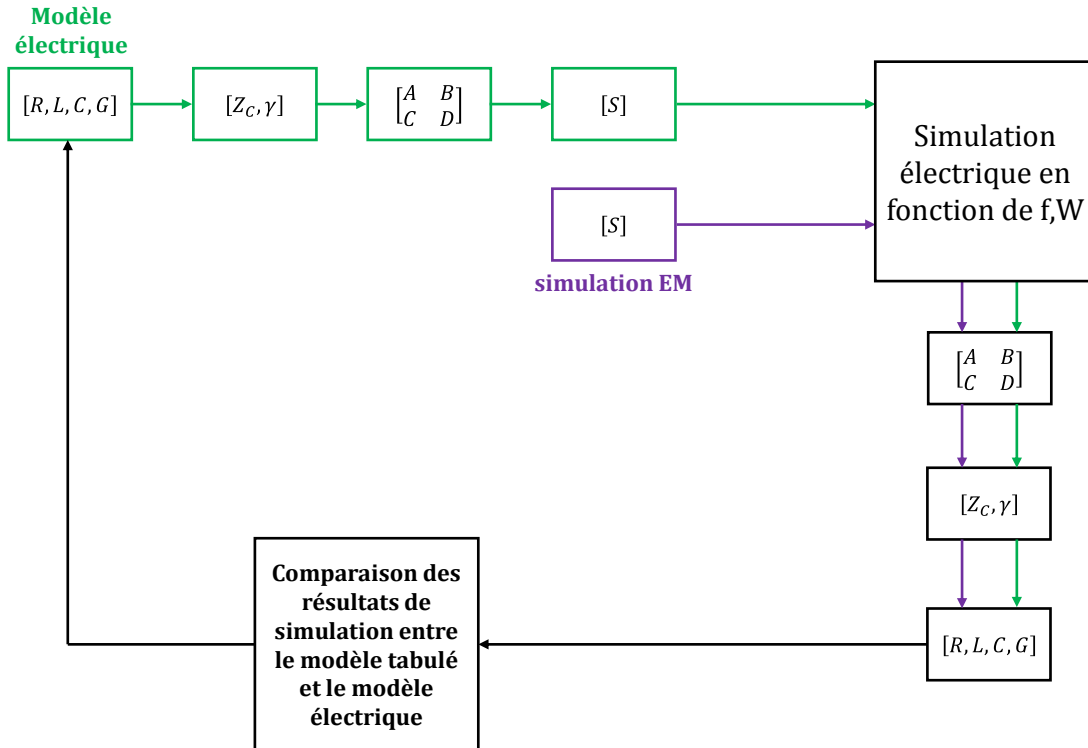 Modèle
électrique
[R, L, C, G]
[Z_C, γ]
[A B
C D]
[S]
Simulation
électrique en
fonction de f,W
[S]
simulation EM
[A B
C D]
[Z_C, γ]
[R, L, C, G]
Comparaison des
résultats de
simulation entre
le modèle tabulé
et le modèle
électrique